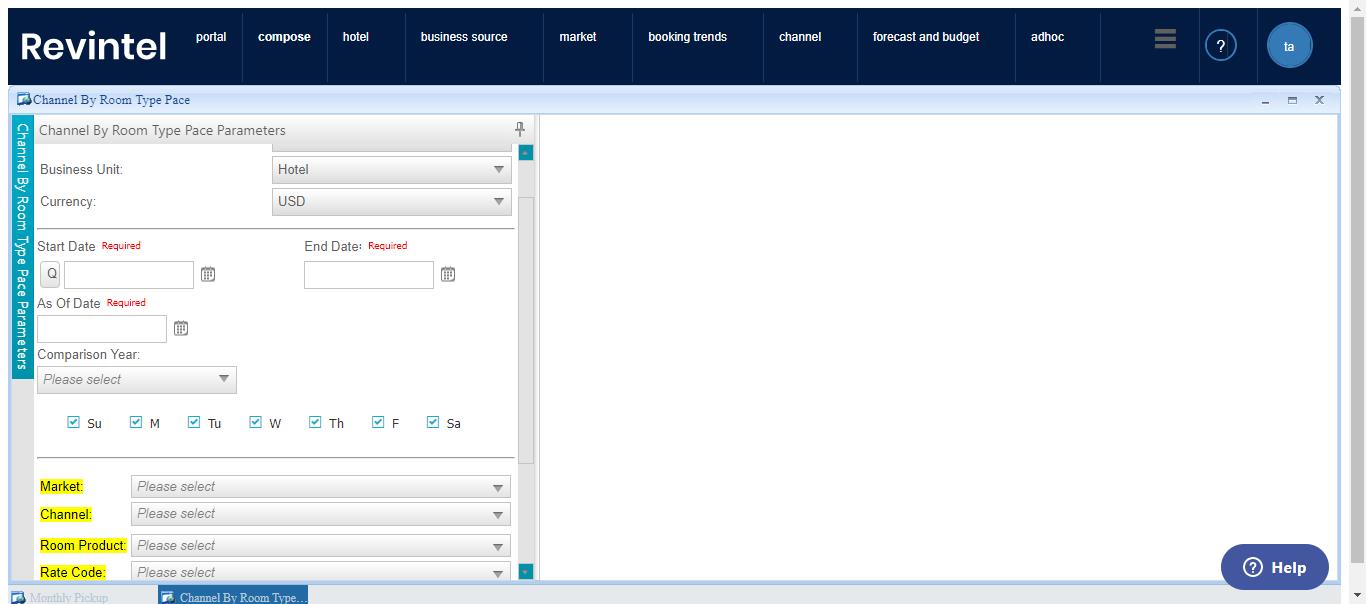 Revintel
portal compose hotel business source market booking trends channel forecast and budget adhoc ? ta
Channel By Room Type Pace
Channel By Room Type Pace Parameters
Channel By Room Type Pace Parameters
Business Unit: Hotel
Currency: USD
Start Date Required End Date: Required
Q
As Of Date Required
Comparison Year:
Please select
Su M Tu W Th F Sa
Market: Please select
Channel: Please select
Room Product: Please select
Rate Code: Please select
? Help
Monthly Pickup Channel By Room Type...